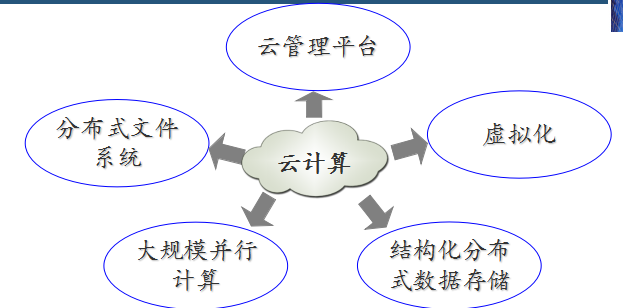 云管理平台
分布式文件
系统
虚拟化
云计算
大规模并行
计算
结构化分布
式数据存储